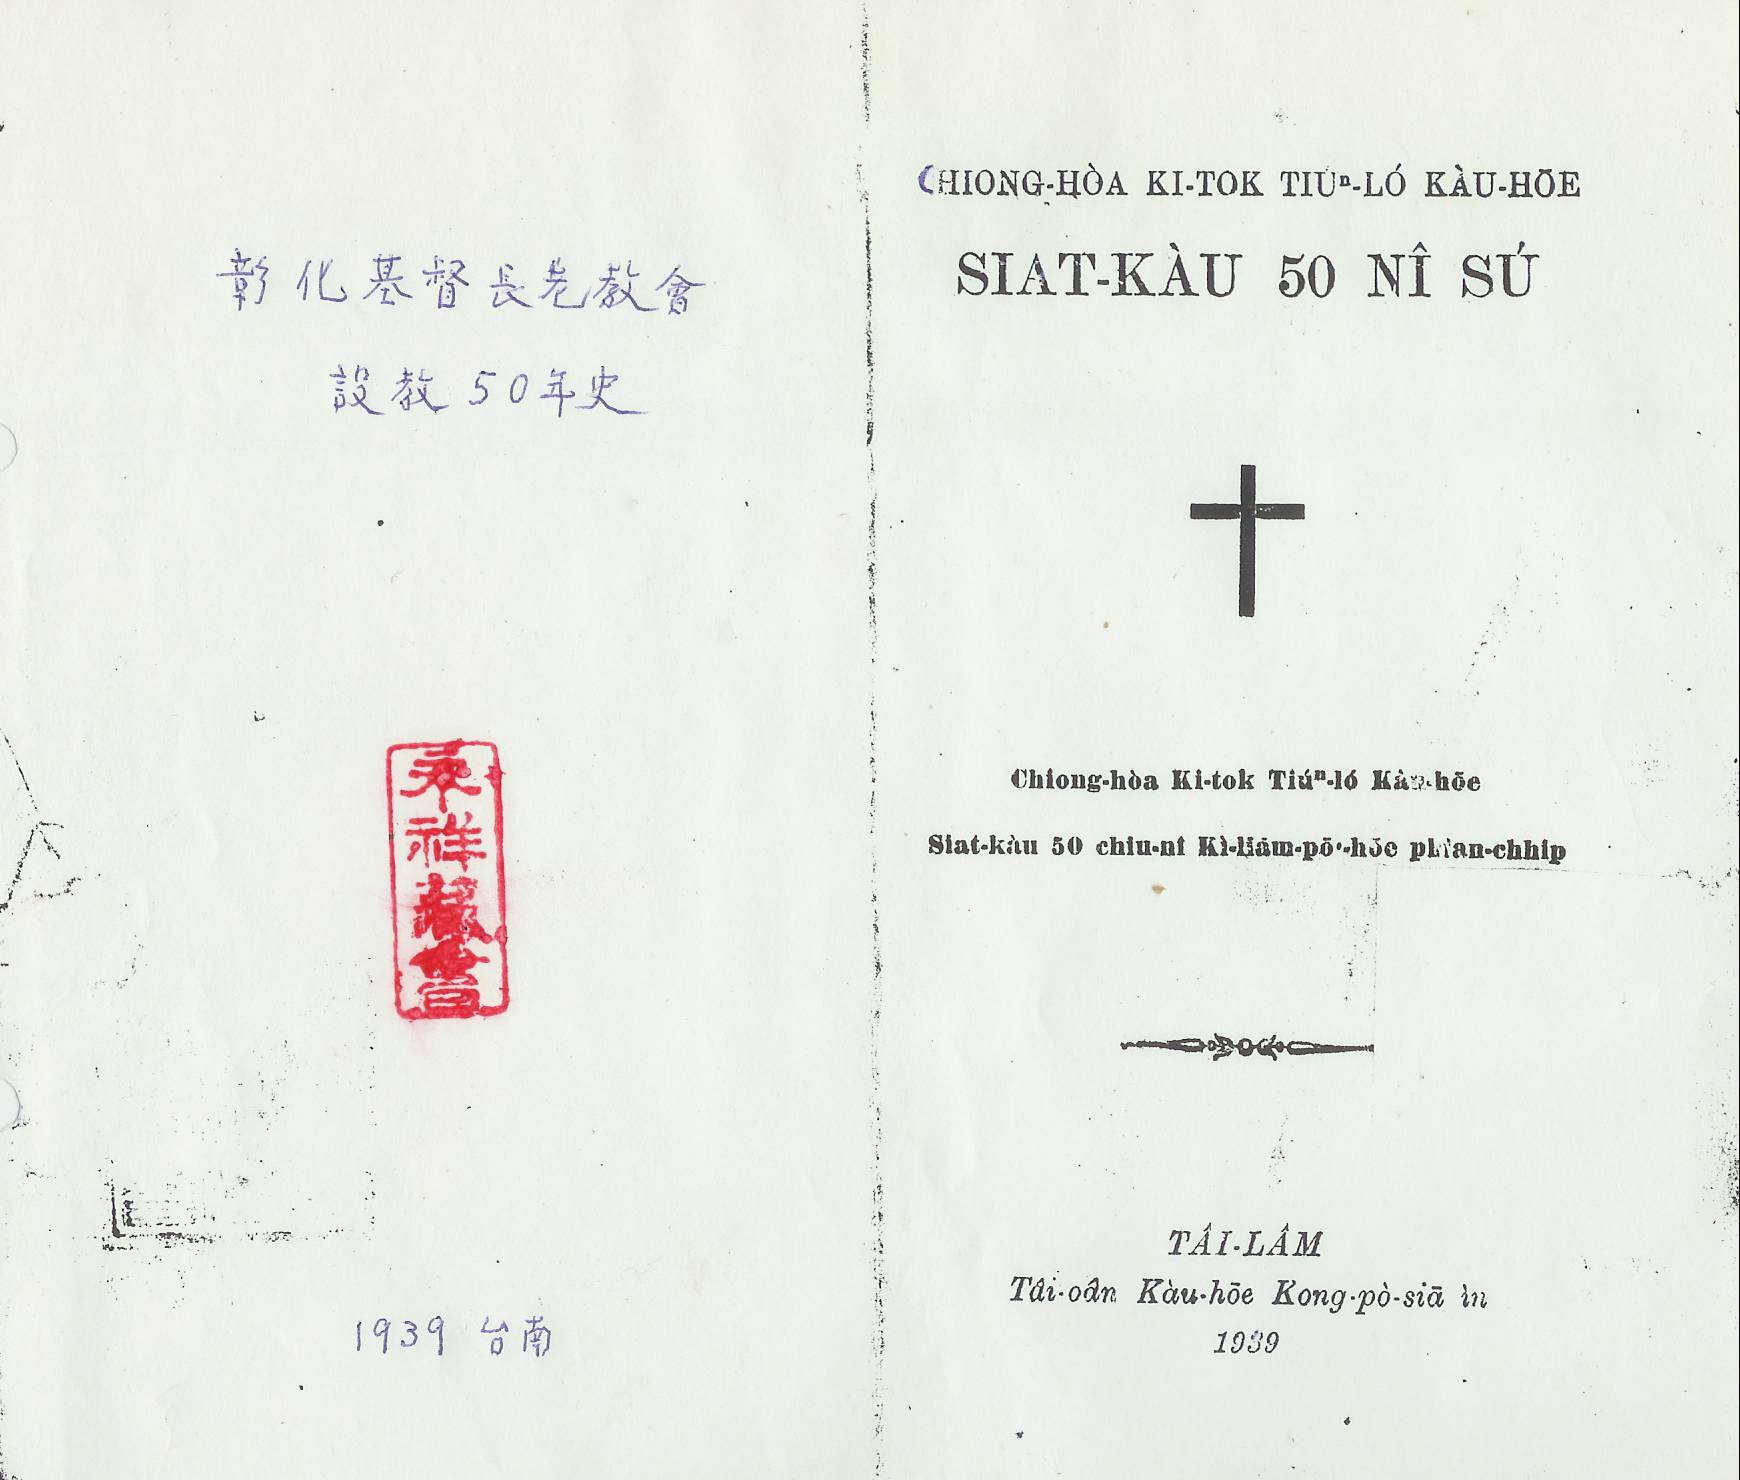 彰化基督長老教會
設教50年史
祥藏書
1939 台南
CHIONG-HÒA KI-TOK TIÚⁿ-LÓ KÀU-HŌE
SIAT-KÀU 50 NÎ SÚ
Chiong-hòa Ki-tok Tiúⁿ-ló Kàu-hōe
Siat-kàu 50 chiu-nî Kì-liām-pō͘-hōe phian-chhip
TÂI-LÂM
Tâi-oân Kàu-hōe Kong-pò-siā ìn
1939